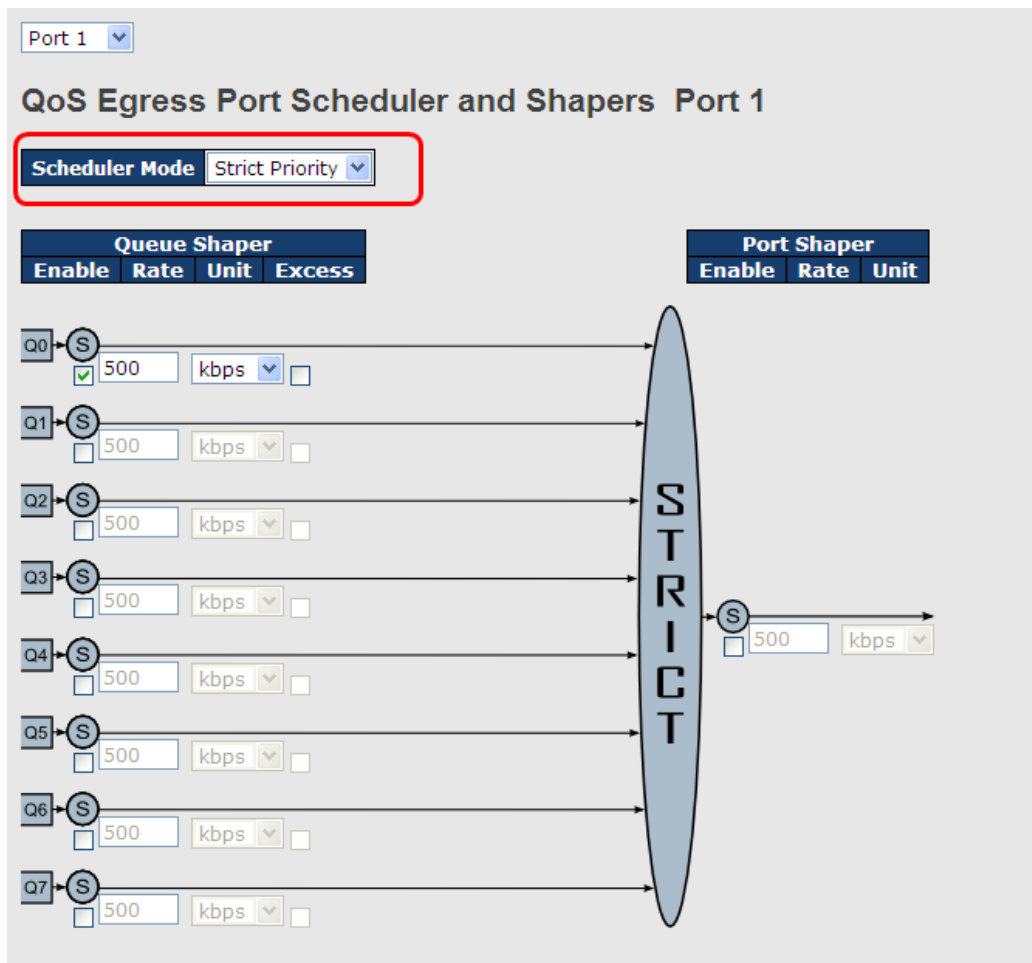 Port 1
QoS Egress Port Scheduler and Shapers Port 1
Scheduler Mode Strict Priority
Queue Shaper
Enable Rate Unit Excess
Port Shaper
Enable Rate Unit
Q0 S
500 kbps
Q1 S
500 kbps
Q2 S
500 kbps
Q3 S
500 kbps
Q4 S
500 kbps
Q5 S
500 kbps
Q6 S
500 kbps
Q7 S
500 kbps
STRICT
S
500 kbps